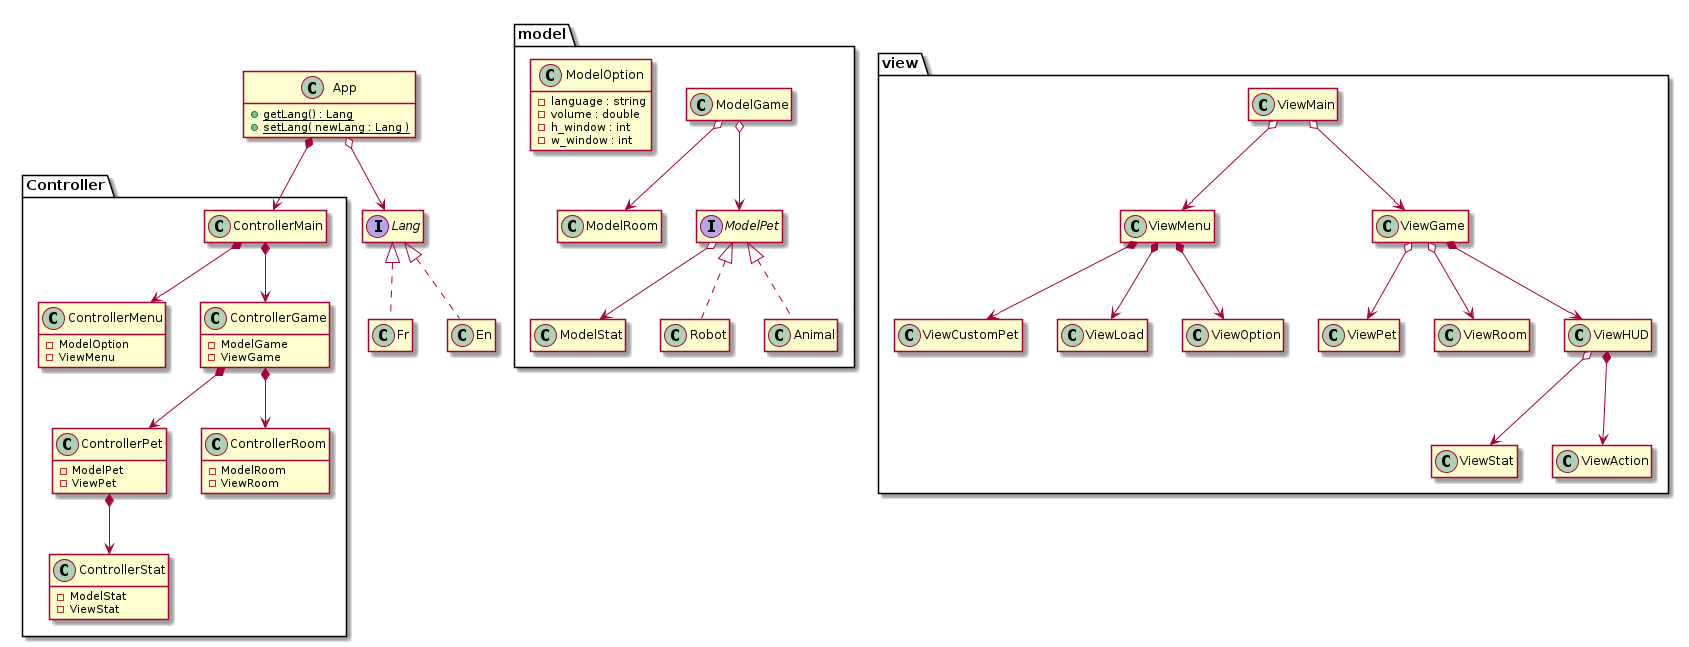 C App
getLang() : Lang
setLang( newLang : Lang )
Controller
C ControllerMain
C ControllerMenu
ModelOption
ViewMenu
C ControllerGame
ModelGame
ViewGame
C ControllerPet
ModelPet
ViewPet
C ControllerRoom
ModelRoom
ViewRoom
C ControllerStat
ModelStat
ViewStat
I Lang
C Fr
C En
model
C ModelOption
language : string
volume : double
h_window : int
w_window : int
C ModelGame
C ModelRoom
I ModelPet
C ModelStat
C Robot
C Animal
view
C ViewMain
C ViewMenu
C ViewGame
C ViewCustomPet
C ViewLoad
C ViewOption
C ViewPet
C ViewRoom
C ViewHUD
C ViewStat
C ViewAction